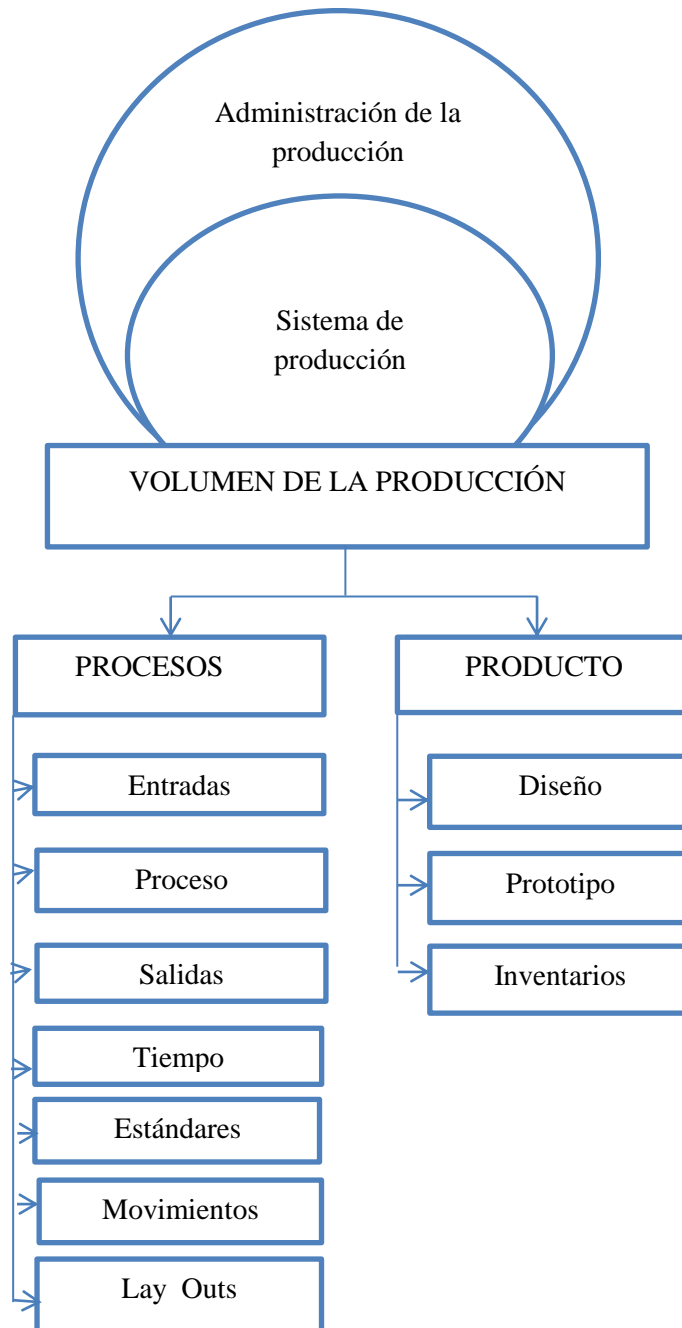 Administración de la
producción
Sistema de
producción
VOLUMEN DE LA PRODUCCIÓN
PROCESOS
Entradas
Proceso
Salidas
Tiempo
Estándares
Movimientos
Lay Outs
PRODUCTO
Diseño
Prototipo
Inventarios